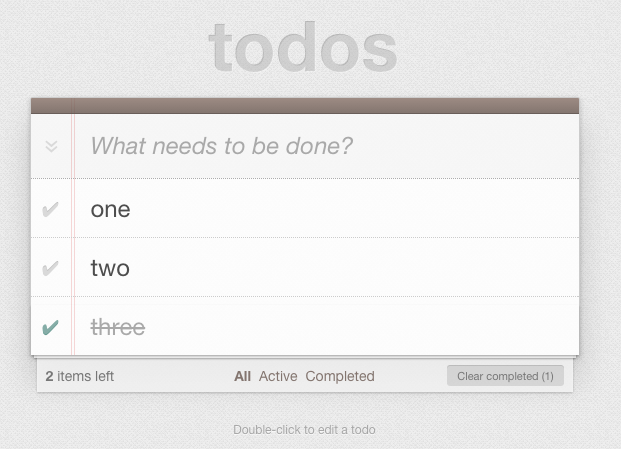 todos
What needs to be done?
one
two
three
2 items left All Active Completed Clear completed (1)
Double-click to edit a todo